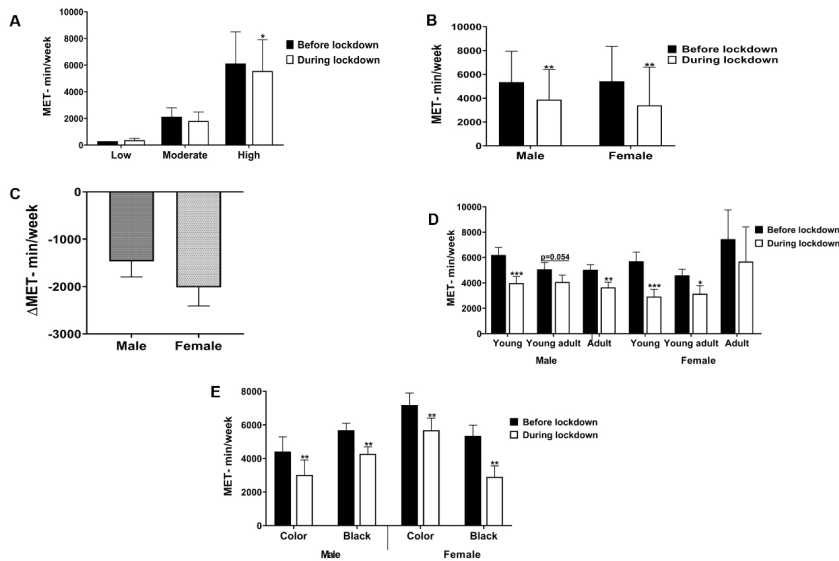 A
MET- min/week
10000
8000
6000
4000
2000
0
*
Before lockdown
During lockdown
Low Moderate High
B
MET- min/week
10000
8000
6000
4000
2000
0
** **
Before lockdown
During lockdown
Male Female
C
ΔMET- min/week
0
-1000
-2000
-3000
Male Female
D
MET- min/week
10000
8000
6000
4000
2000
0
*** p=0.054 ** *** *
Before lockdown
During lockdown
Young Young adult Adult Young Young adult Adult
Male Female
E
MET- min/week
8000
6000
4000
2000
0
** ** ** **
Before lockdown
During lockdown
Color Black Color Black
Male Female